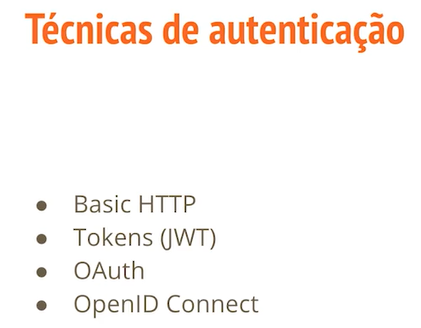 Técnicas de autenticação
● Basic HTTP
● Tokens (JWT)
● OAuth
● OpenID Connect